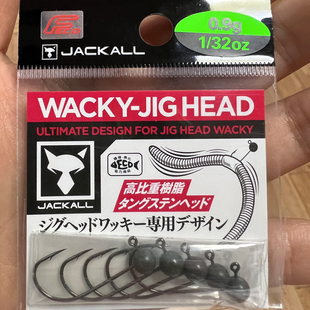 JACKALL
0.9g
1/32oz
WACKY-JIG HEAD
ULTIMATE DESIGN FOR JIG HEAD WACKY
JACKALL
高比重樹脂
タングステンヘッド
ジグヘッドワッキー専用デザイン